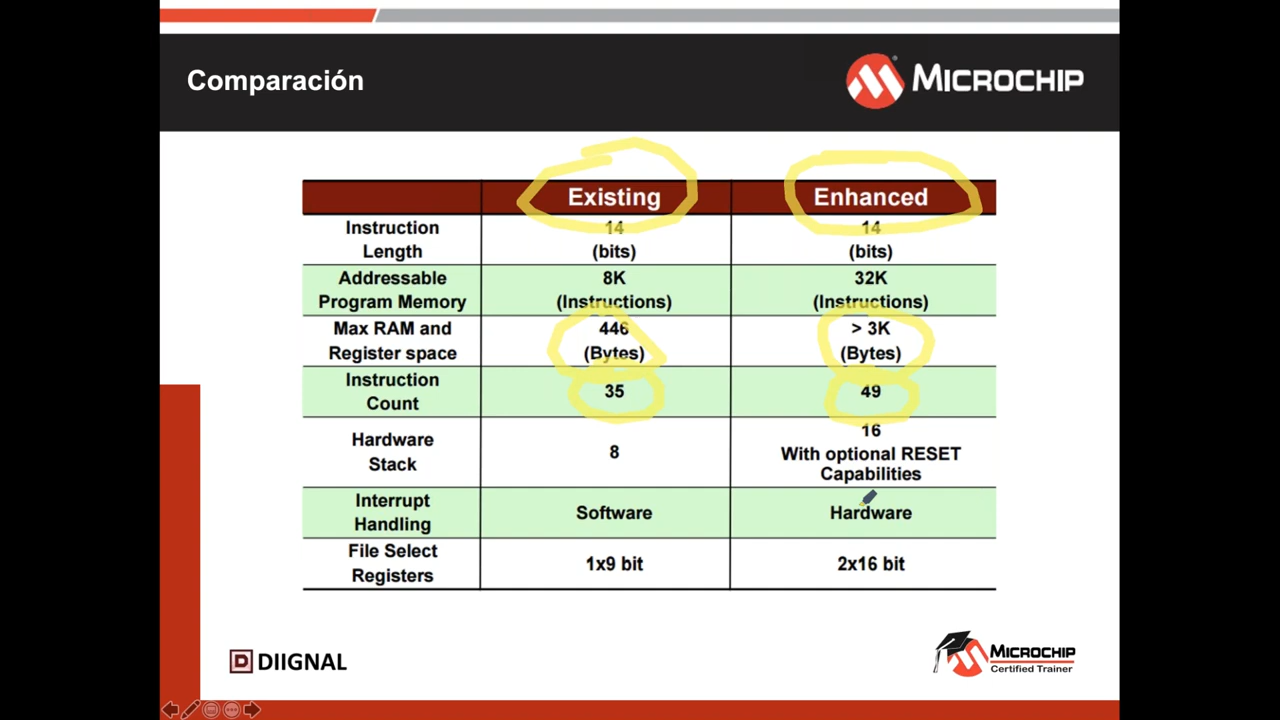 Comparación
MICROCHIP
Existing Enhanced
Instruction Length 14 (bits) 14 (bits)
Addressable Program Memory 8K (Instructions) 32K (Instructions)
Max RAM and Register space 446 (Bytes) > 3K (Bytes)
Instruction Count 35 49
Hardware Stack 8 16 With optional RESET Capabilities
Interrupt Handling Software Hardware
File Select Registers 1x9 bit 2x16 bit
D DIIGNAL
MICROCHIP
Certified Trainer